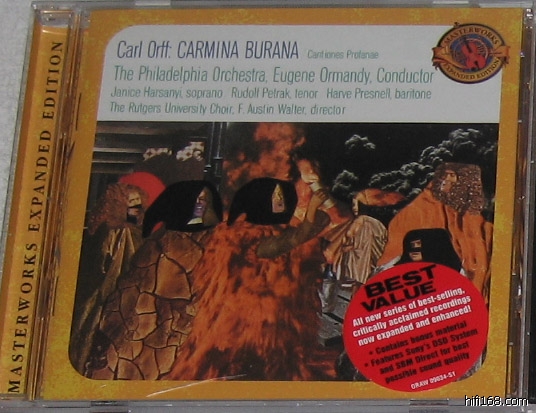 MASTERWORKS EXPANDED EDITION
Carl Orff: CARMINA BURANA Cantiones Profanae
The Philadelphia Orchestra, Eugene Ormandy, Conductor
Janice Harsanyi, soprano Rudolf Petrak, tenor Harve Presnell, baritone
The Rutgers University Choir, F. Austin Walter, director
MASTERWORKS
EXPANDED EDITION
BEST
VALUE
All new series of best-selling,
critically acclaimed recordings
now expanded and enhanced!
• Contains bonus material
• Features Sony's DSD System
and SBM Direct for best
possible sound quality
hifi168.com